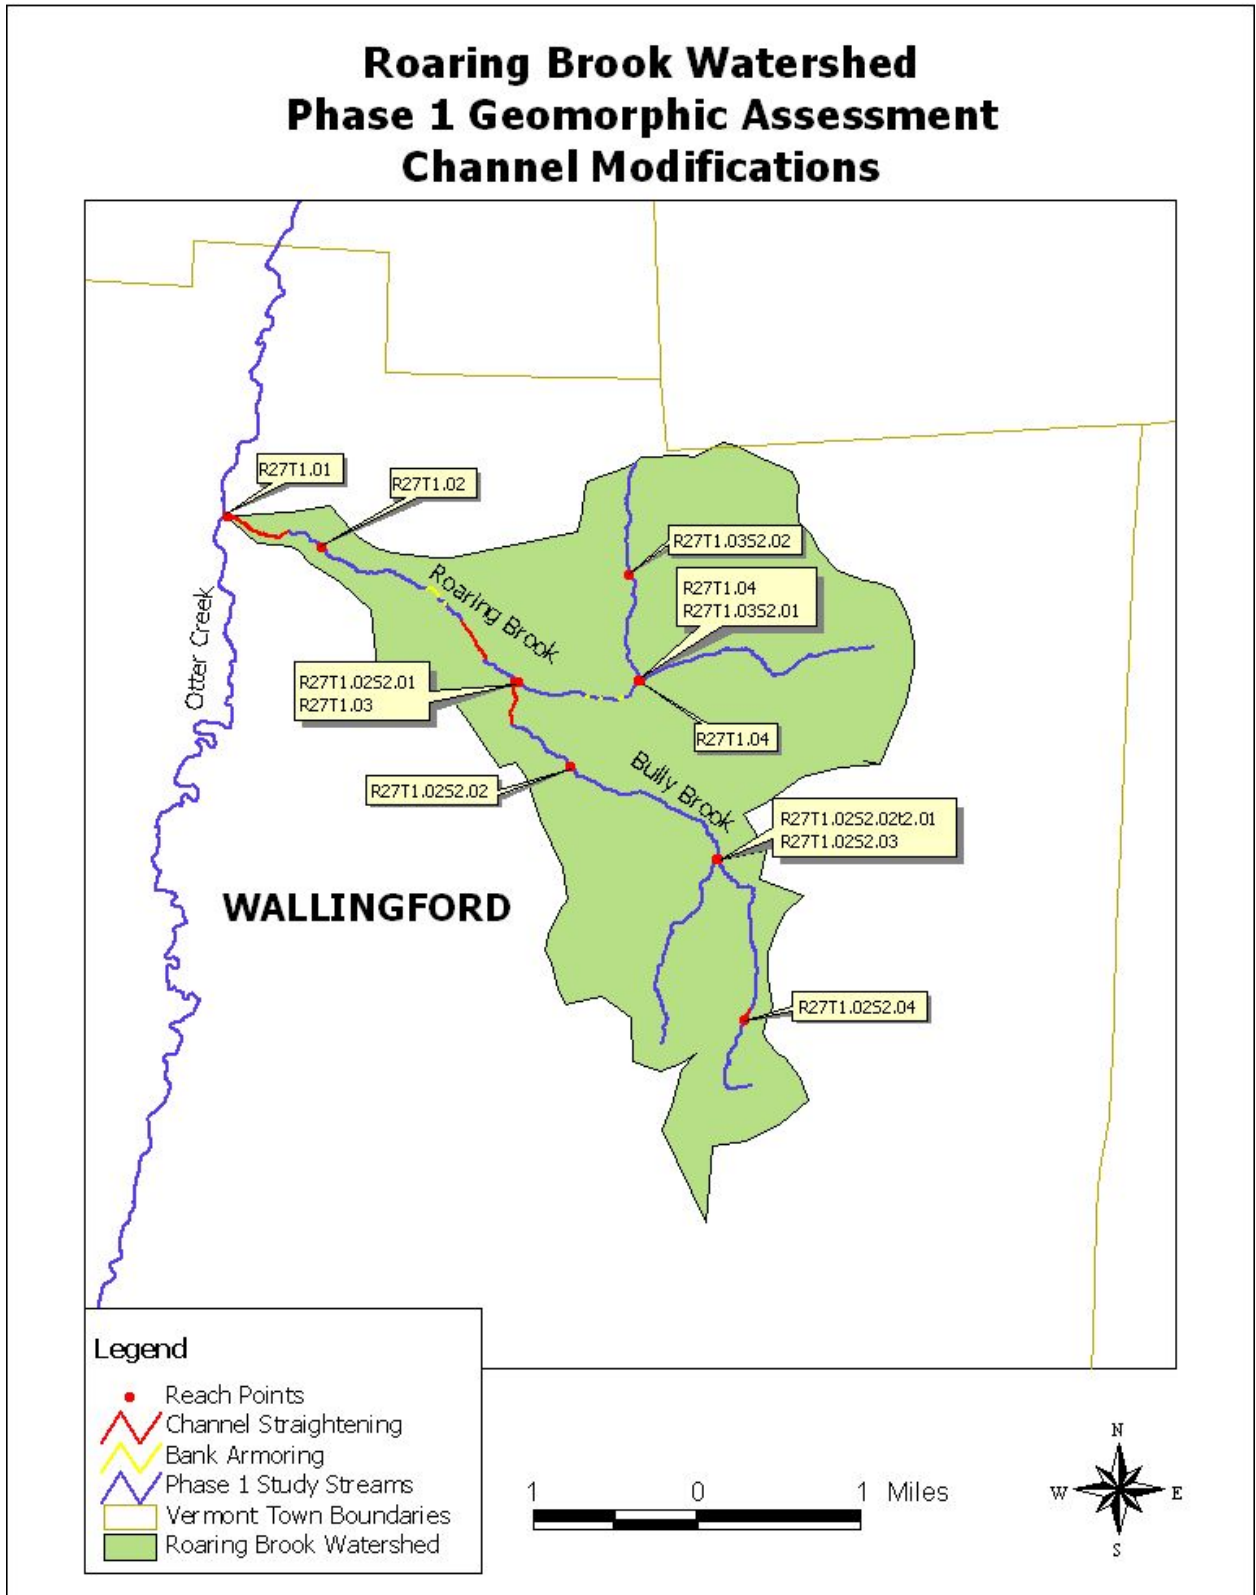 Roaring Brook Watershed
Phase 1 Geomorphic Assessment
Channel Modifications
R27T1.01
R27T1.02
R27T1.03S2.02
Roaring Brook
R27T1.04
R27T1.03S2.01
Otter Creek
R27T1.02S2.01
R27T1.03
R27T1.04
R27T1.02S2.02
Bully Brook
R27T1.02S2.02t2.01
R27T1.02S2.03
WALLINGFORD
R27T1.02S2.04
Legend
Reach Points
Channel Straightening
Bank Armoring
Phase 1 Study Streams
Vermont Town Boundaries
Roaring Brook Watershed
1 0 1 Miles
N
W E
S